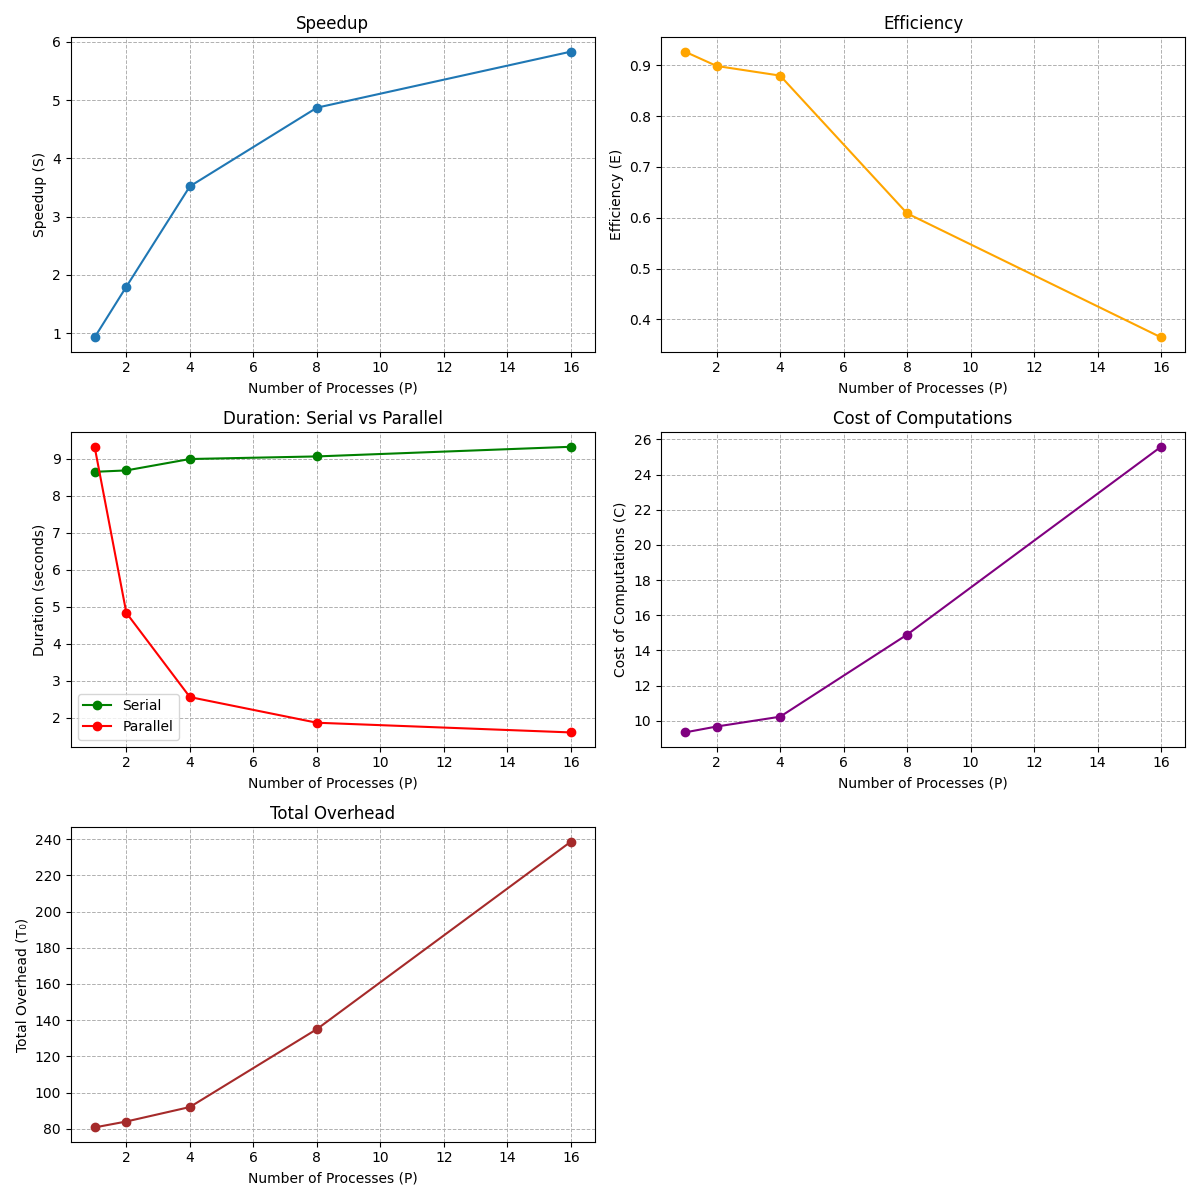 Speedup
Speedup (S)
6
5
4
3
2
1
2 4 6 8 10 12 14 16
Number of Processes (P)
Efficiency
Efficiency (E)
0.9
0.8
0.7
0.6
0.5
0.4
2 4 6 8 10 12 14 16
Number of Processes (P)
Duration: Serial vs Parallel
Duration (seconds)
9
8
7
6
5
4
3
2
Serial
Parallel
2 4 6 8 10 12 14 16
Number of Processes (P)
Cost of Computations
Cost of Computations (C)
26
24
22
20
18
16
14
12
10
2 4 6 8 10 12 14 16
Number of Processes (P)
Total Overhead
Total Overhead (T₀)
240
220
200
180
160
140
120
100
80
2 4 6 8 10 12 14 16
Number of Processes (P)